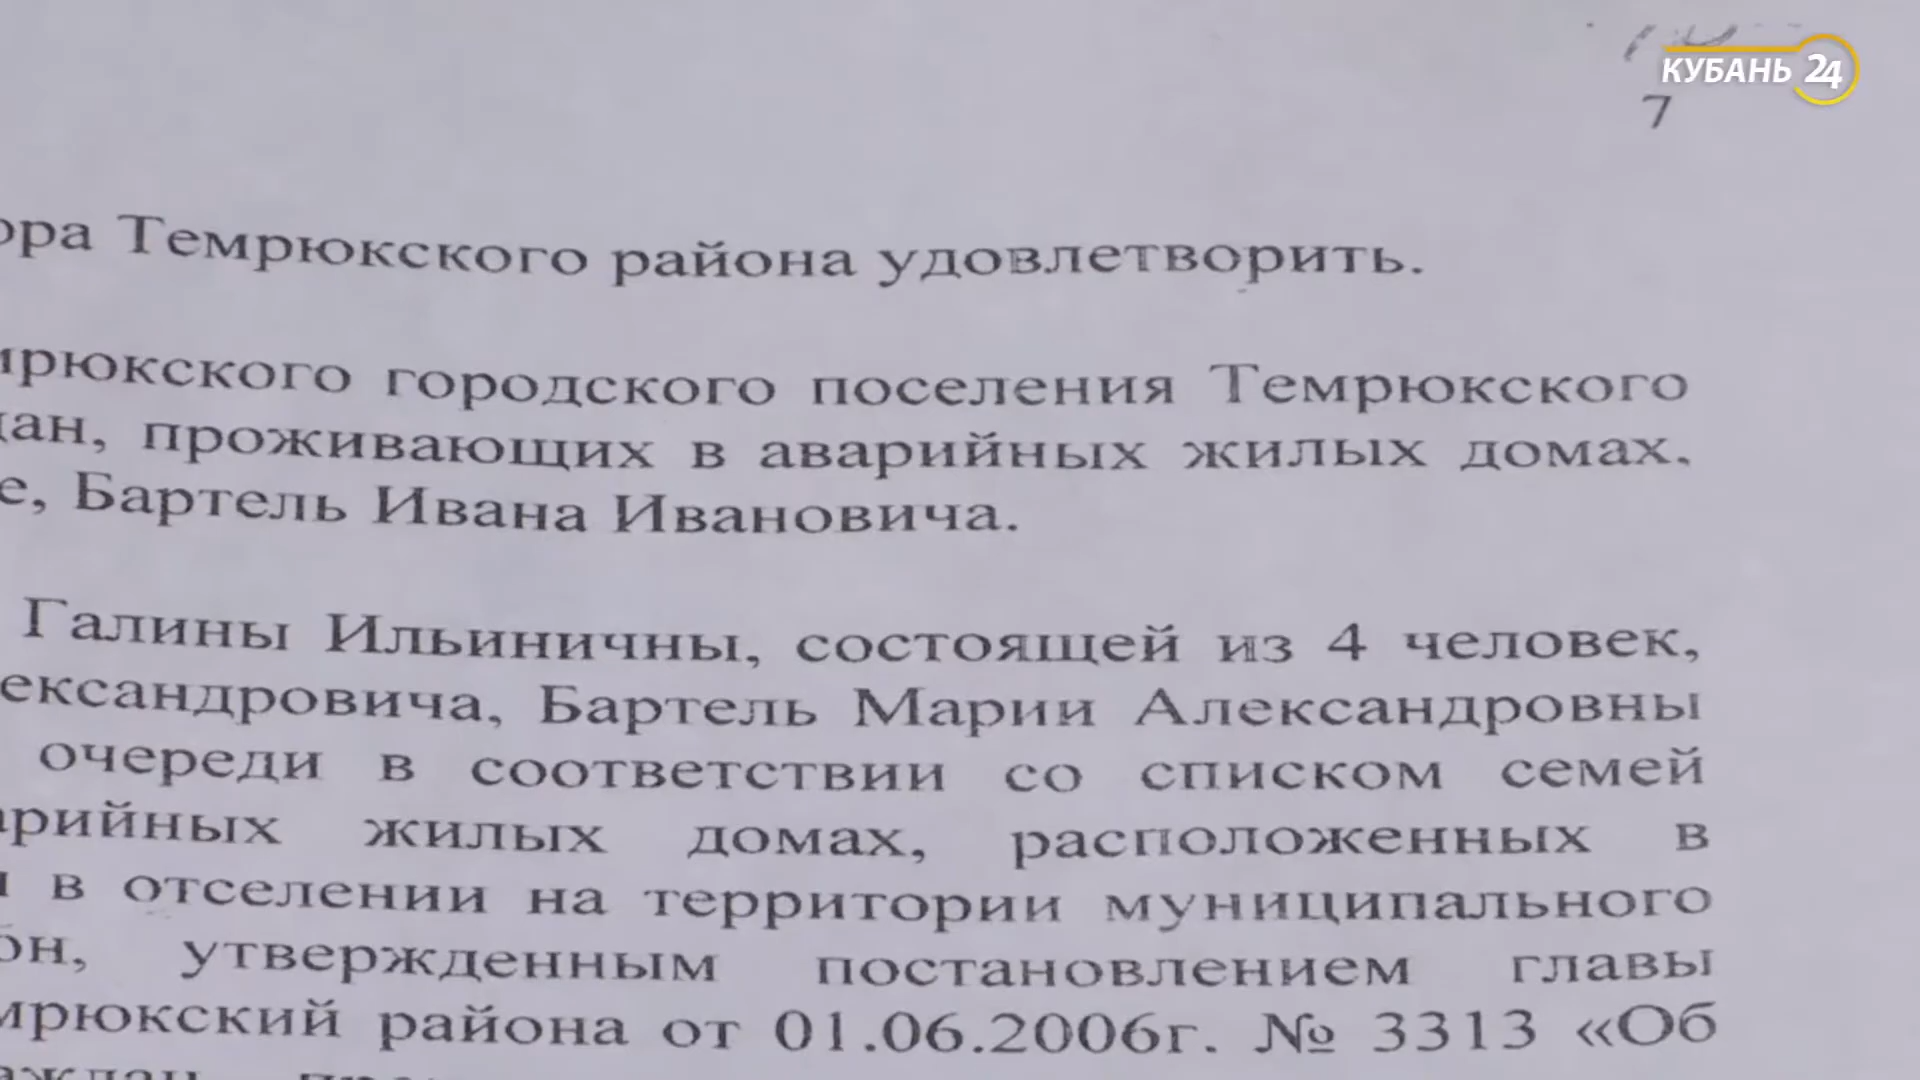 КУБАНЬ 24
7
ора Темрюкского района удовлетворить.
мрюкского городского поселения Темрюкского
дан, проживающих в аварийных жилых домах,
е, Бартель Ивана Ивановича.
Галины Ильиничны, состоящей из 4 человек,
ександровича, Бартель Марии Александровны
очереди в соответствии со списком семей
арийных жилых домах, расположенных в
в отселении на территории муниципального
он, утвержденным постановлением главы
мрюкский района от 01.06.2006г. № 3313 «Об